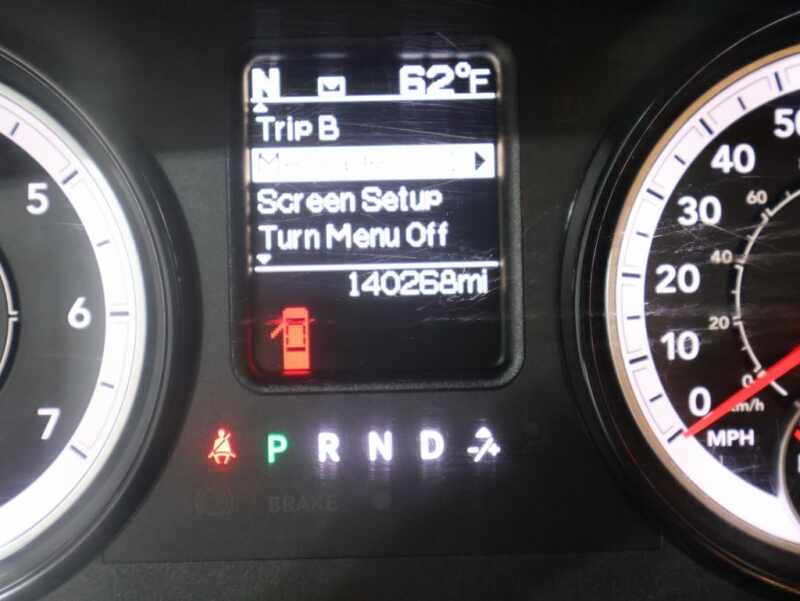 N 62°F
Trip B
Screen Setup
Turn Menu Off
140268mi
P R N D -/+
BRAKE
5
6
7
50
40
30
20
10
0
MPH
60
40
20
0
km/h